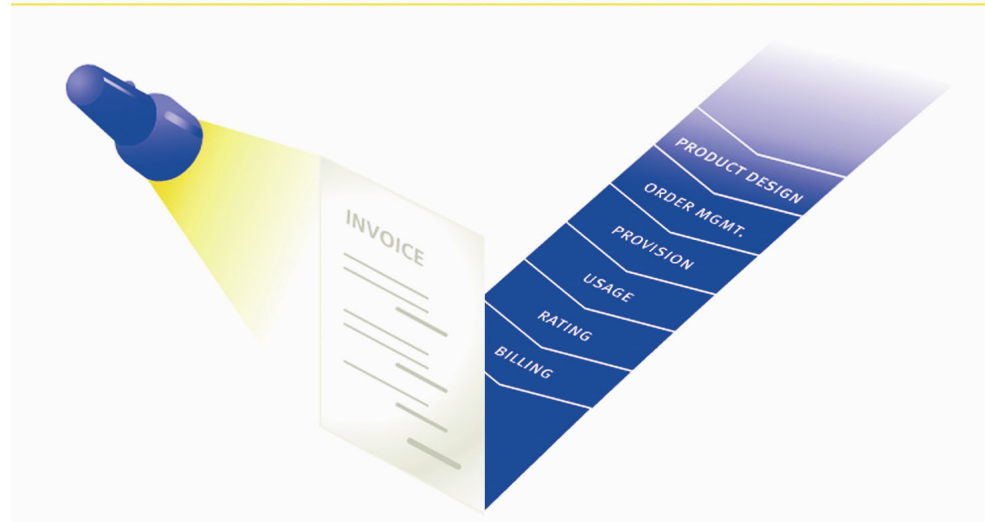 INVOICE
PRODUCT DESIGN
ORDER MGMT.
PROVISION
USAGE
RATING
BILLING